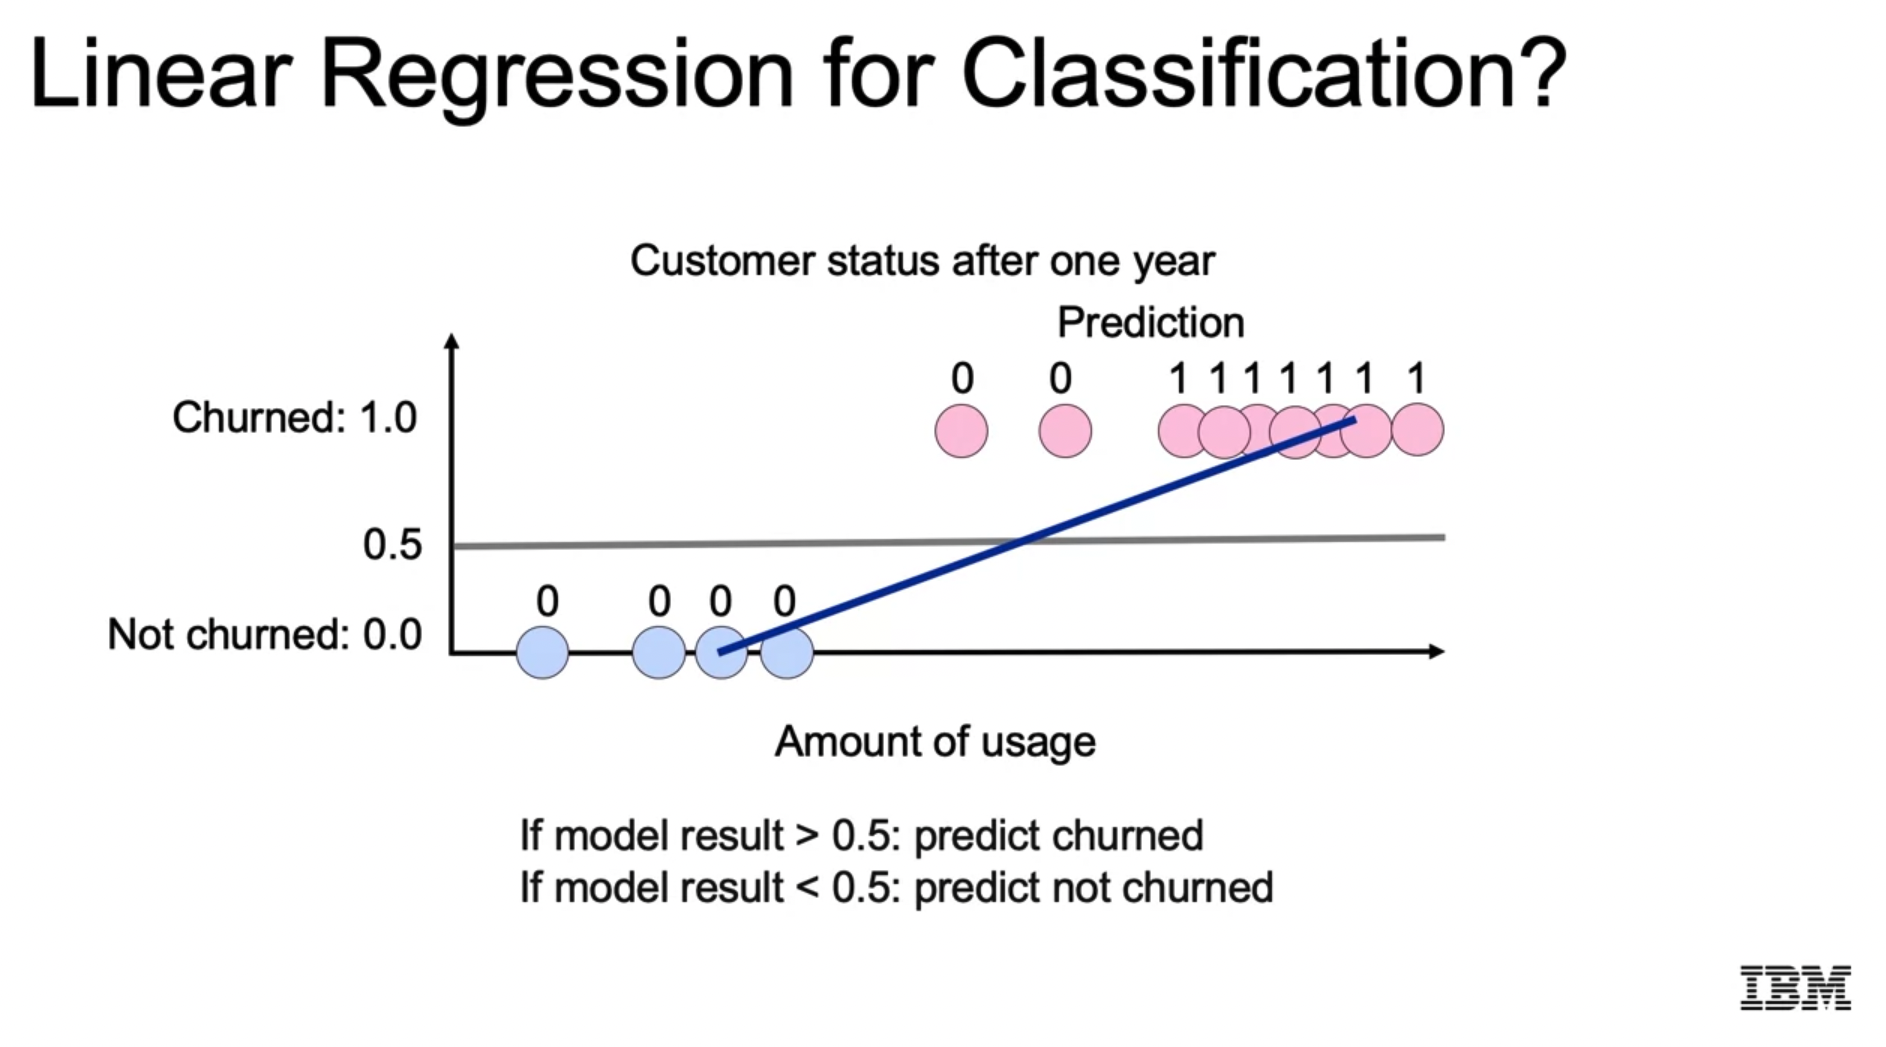 Linear Regression for Classification?
Customer status after one year
Prediction
0 0 1 1 1 1 1 1 1
Churned: 1.0
0.5
0 0 0 0
Not churned: 0.0
Amount of usage
If model result > 0.5: predict churned
If model result < 0.5: predict not churned
IBM